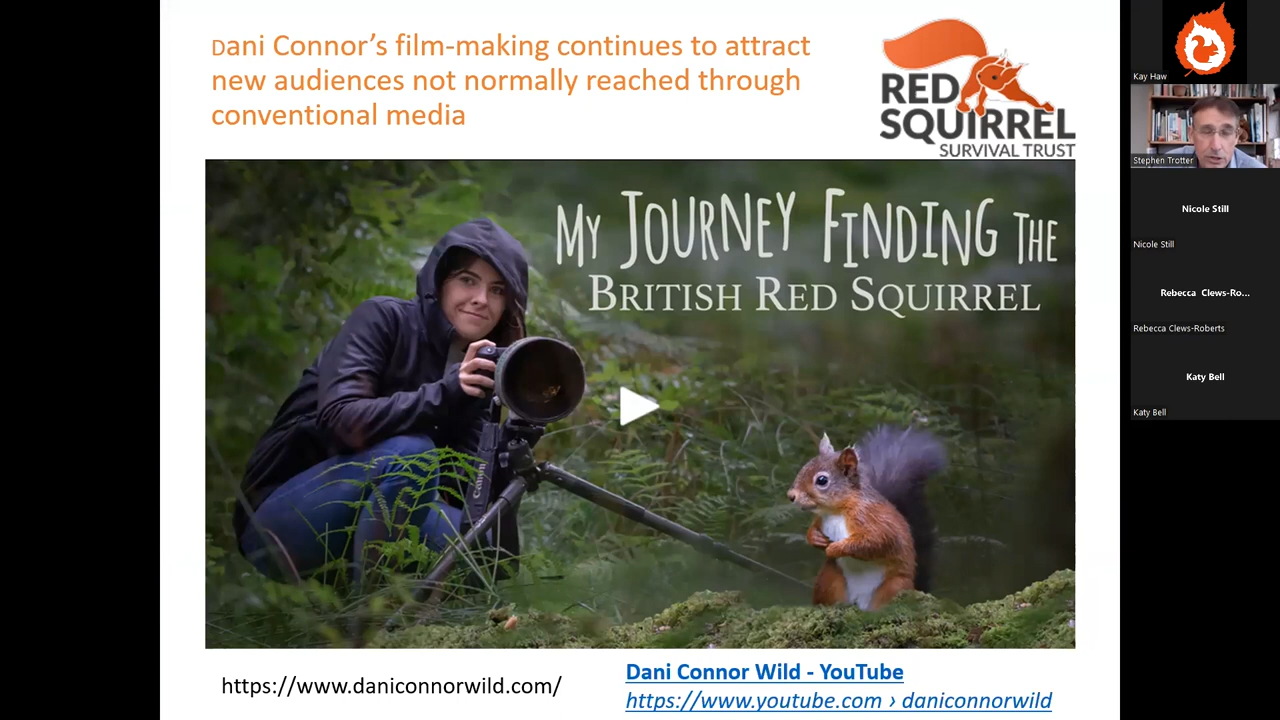 Dani Connor’s film-making continues to attract
new audiences not normally reached through
conventional media
RED
SQUIRREL
SURVIVAL TRUST
MY JOURNEY FINDING THE
BRITISH RED SQUIRREL
Canon
https://www.daniconnorwild.com/
Dani Connor Wild - YouTube
https://www.youtube.com › daniconnorwild
Kay Haw
Stephen Trotter
Nicole Still
Nicole Still
Rebecca Clews-Ro...
Rebecca Clews-Roberts
Katy Bell
Katy Bell